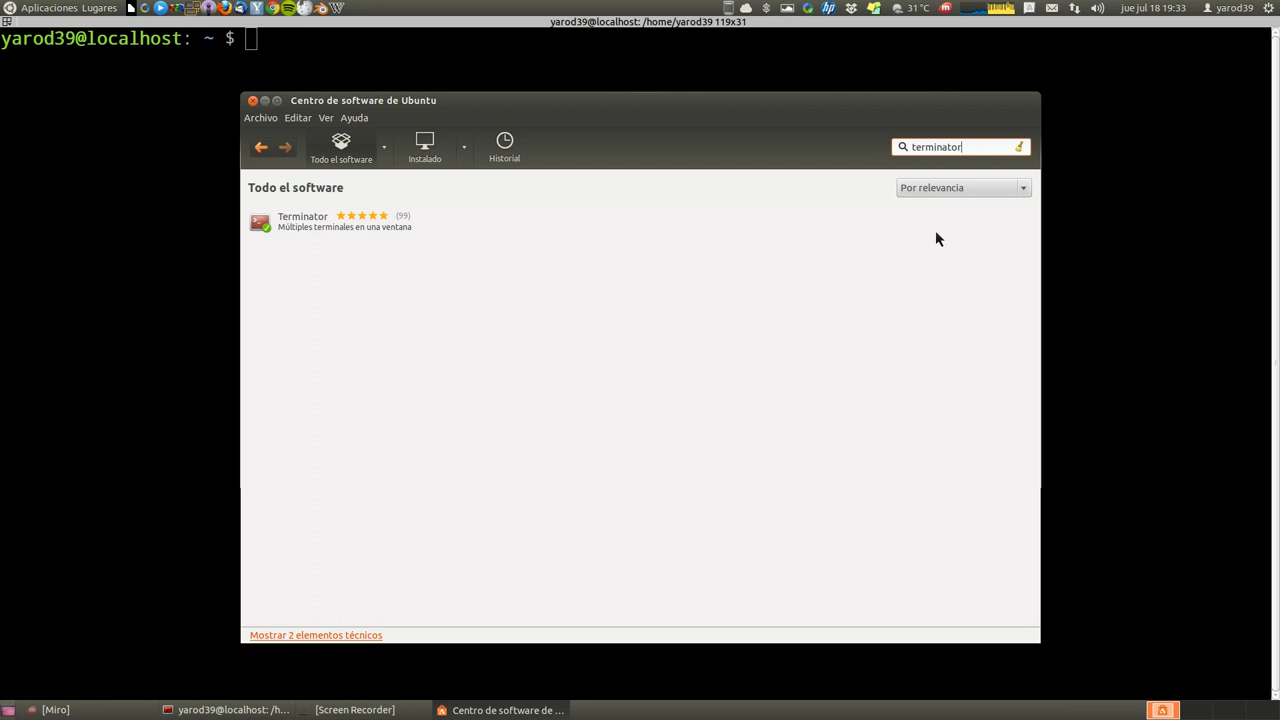 Aplicaciones Lugares
31°C
jue jul 18 19:33
yarod39
yarod39@localhost: /home/yarod39 119x31
yarod39@localhost: ~ $
Centro de software de Ubuntu
Archivo Editar Ver Ayuda
Todo el software
Instalado
Historial
terminator
Todo el software
Por relevancia
Terminator (99)
Múltiples terminales en una ventana
Mostrar 2 elementos técnicos
[Miro]
yarod39@localhost: /h...
[Screen Recorder]
Centro de software de ...